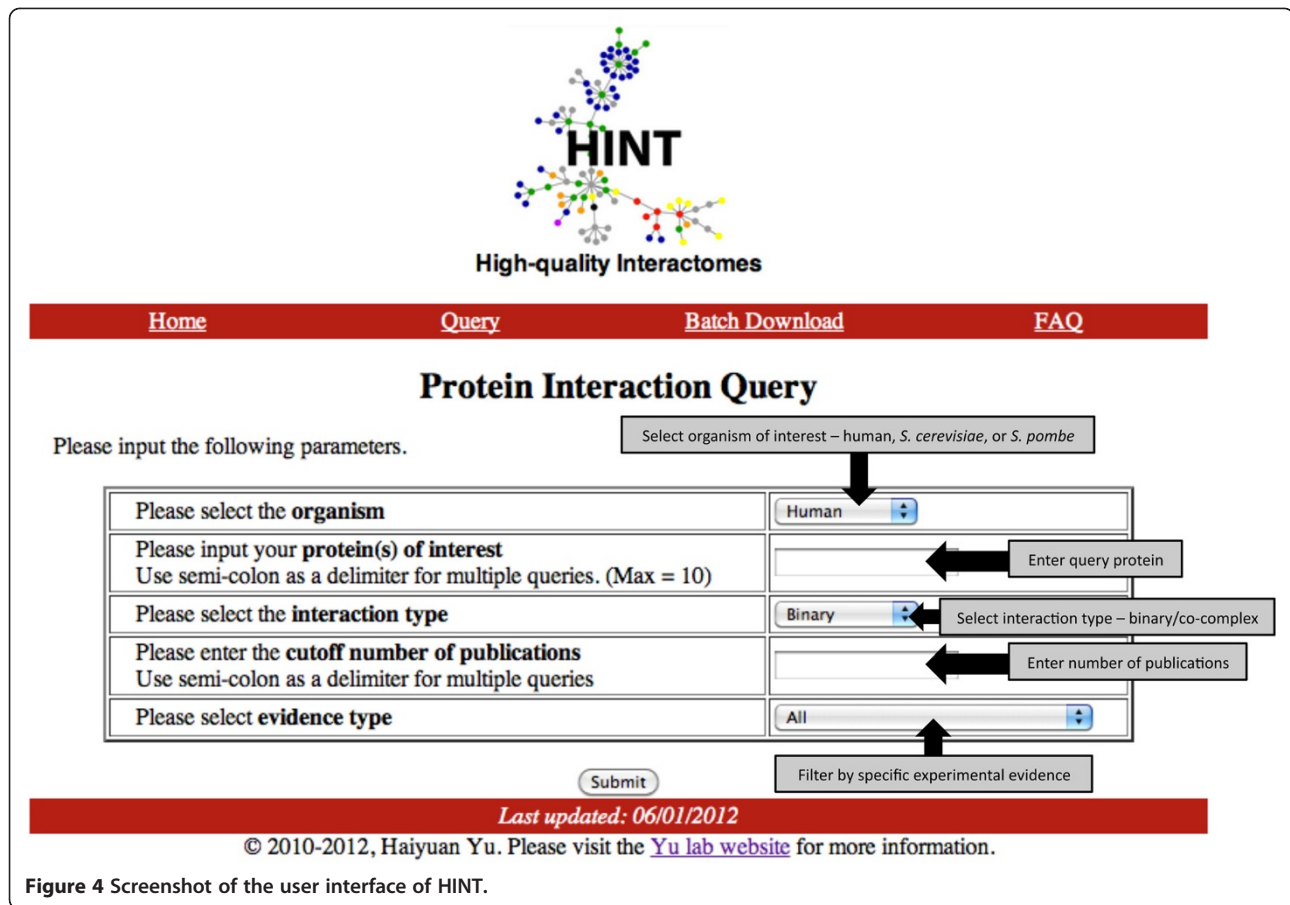 HINT
High-quality Interactomes
Home Query Batch Download FAQ
Protein Interaction Query
Please input the following parameters.
Select organism of interest – human, S. cerevisiae, or S. pombe
Please select the organism
Human
Please input your protein(s) of interest
Use semi-colon as a delimiter for multiple queries. (Max = 10)
Enter query protein
Please select the interaction type
Binary
Select interaction type – binary/co-complex
Please enter the cutoff number of publications
Use semi-colon as a delimiter for multiple queries
Enter number of publications
Please select evidence type
All
Filter by specific experimental evidence
Submit
Last updated: 06/01/2012
© 2010-2012, Haiyuan Yu. Please visit the Yu lab website for more information.
Figure 4 Screenshot of the user interface of HINT.